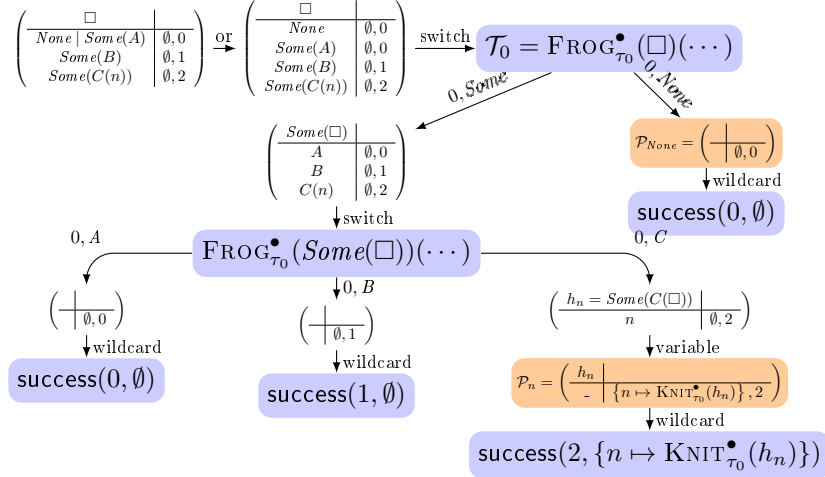 □
None | Some(A) ∅, 0
Some(B) ∅, 1
Some(C(n)) ∅, 2
or
□
None ∅, 0
Some(A) ∅, 0
Some(B) ∅, 1
Some(C(n)) ∅, 2
switch
𝒯₀ = FROG•τ₀(□)(⋯)
0, Some
0, None
Some(□)
A ∅, 0
B ∅, 1
C(n) ∅, 2
𝒫None = ( ∅, 0 )
wildcard
success(0, ∅)
switch
FROG•τ₀(Some(□))(⋯)
0, A
0, B
0, C
∅, 0
wildcard
success(0, ∅)
∅, 1
wildcard
success(1, ∅)
hₙ = Some(C(□))
n ∅, 2
variable
𝒫ₙ = ( hₙ
- {n ↦ KNIT•τ₀(hₙ)}, 2 )
wildcard
success(2, {n ↦ KNIT•τ₀(hₙ)})